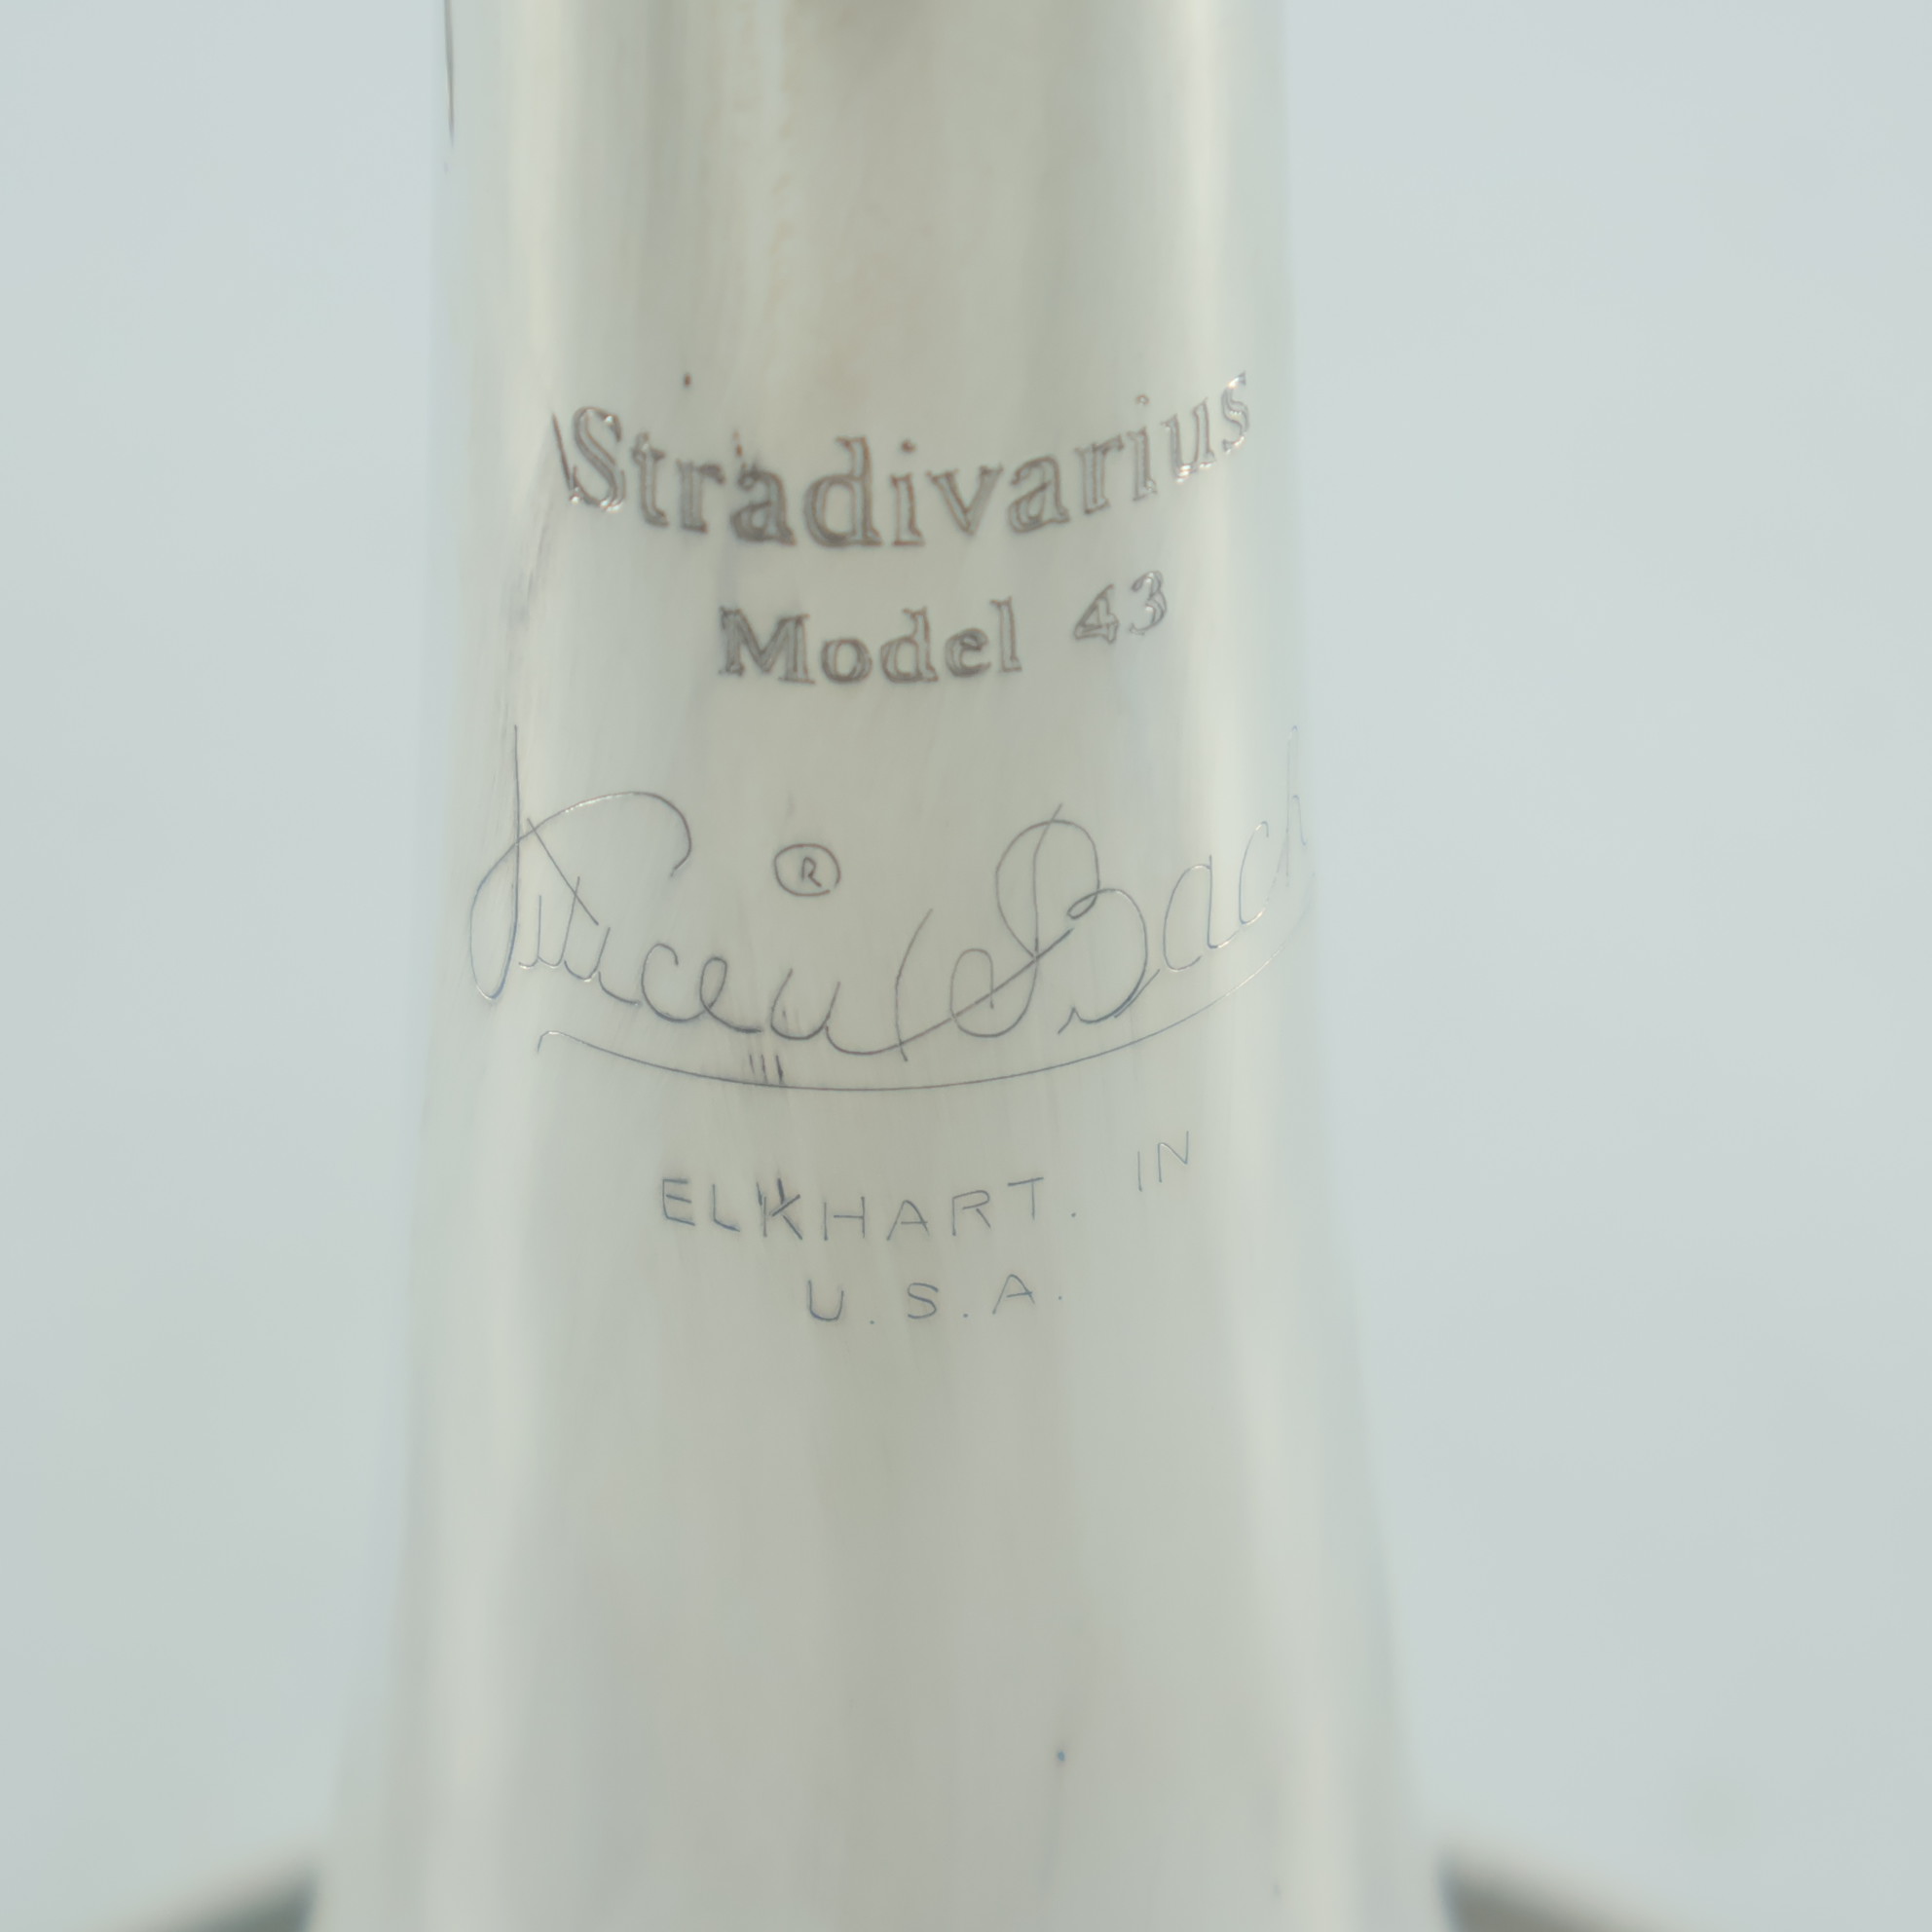 Stradivarius
Model 43
®
Vincent Bach
ELKHART. IN
U.S.A.